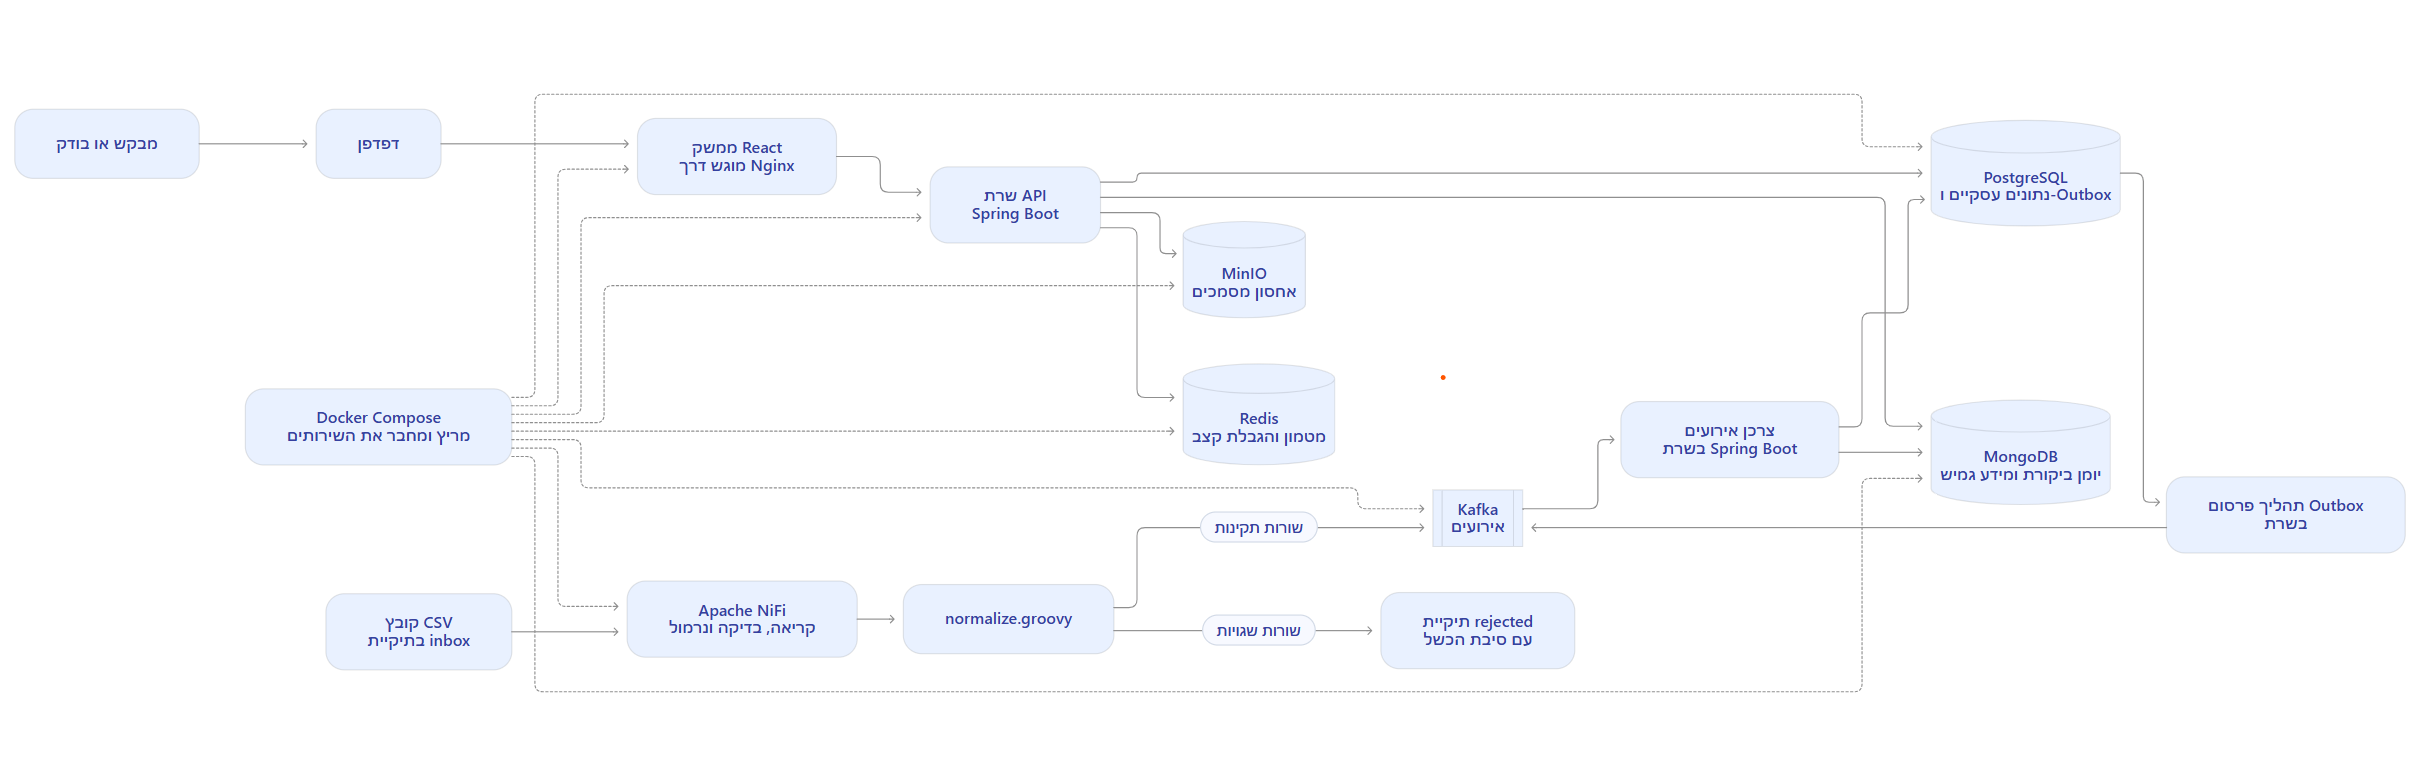 מבקש או בודק
דפדפן
ממשק React
מוגש דרך Nginx
שרת API
Spring Boot
PostgreSQL
נתונים עסקיים ו-Outbox
MinIO
אחסון מסמכים
Redis
מטמון והגבלת קצב
Docker Compose
מריץ ומחבר את השירותים
צרכן אירועים
בשרת Spring Boot
MongoDB
יומן ביקורת ומידע גמיש
Kafka
אירועים
תהליך פרסום Outbox
בשרת
שורות תקינות
קובץ CSV
בתיקיית inbox
Apache NiFi
קריאה, בדיקה ונרמול
normalize.groovy
שורות שגויות
תיקיית rejected
עם סיבת הכשל